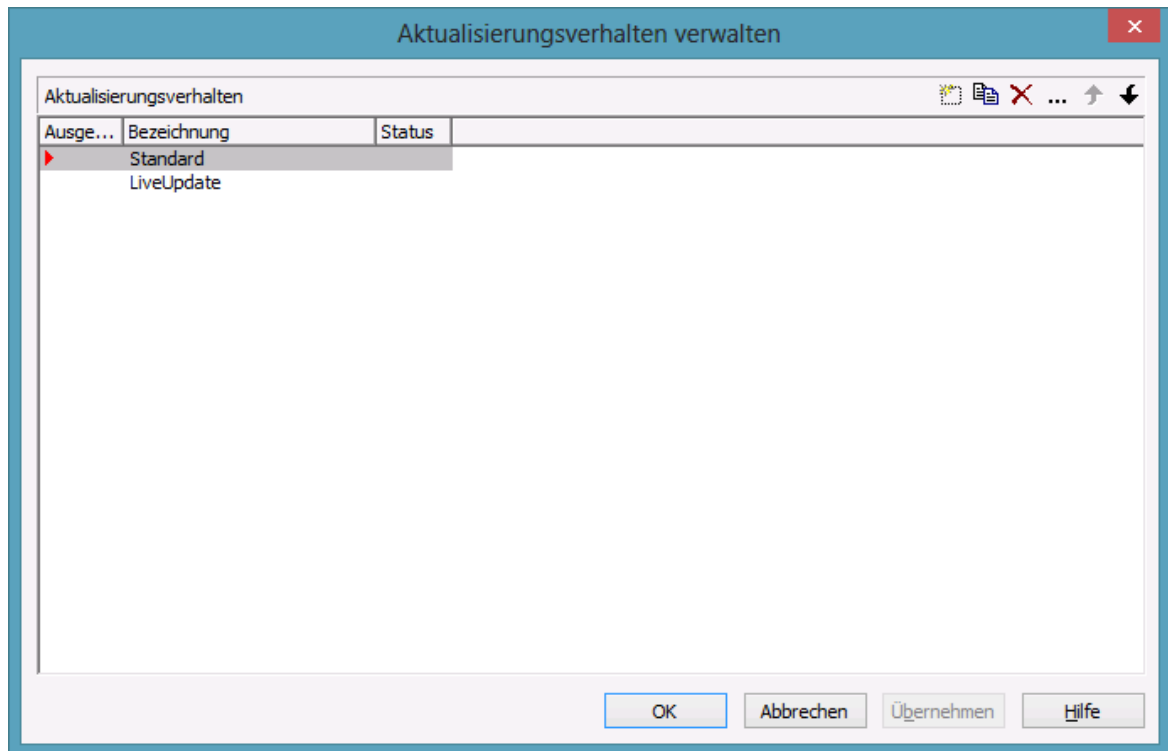 Aktualisierungsverhalten verwalten
Aktualisierungsverhalten
Ausge... Bezeichnung Status
Standard
LiveUpdate
OK Abbrechen Übernehmen Hilfe